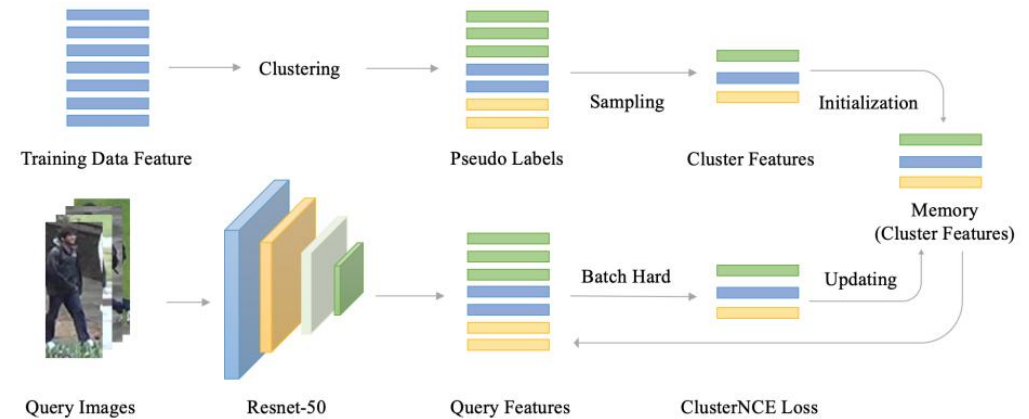 Clustering
Sampling
Initialization
Training Data Feature
Pseudo Labels
Cluster Features
Memory
(Cluster Features)
Batch Hard
Updating
Query Images
Resnet-50
Query Features
ClusterNCE Loss